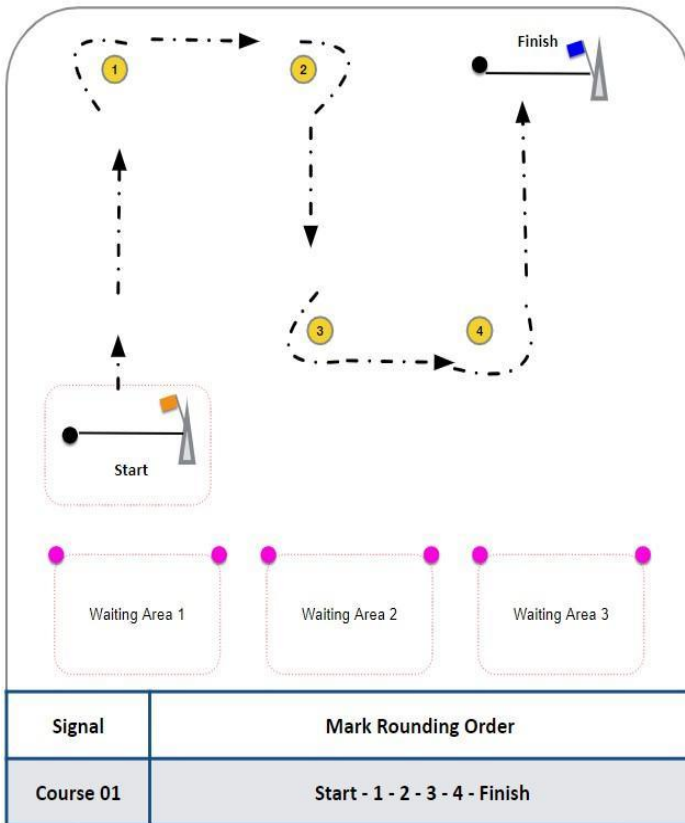 Finish
1
2
3
4
Start
Waiting Area 1
Waiting Area 2
Waiting Area 3
Signal
Mark Rounding Order
Course 01
Start - 1 - 2 - 3 - 4 - Finish